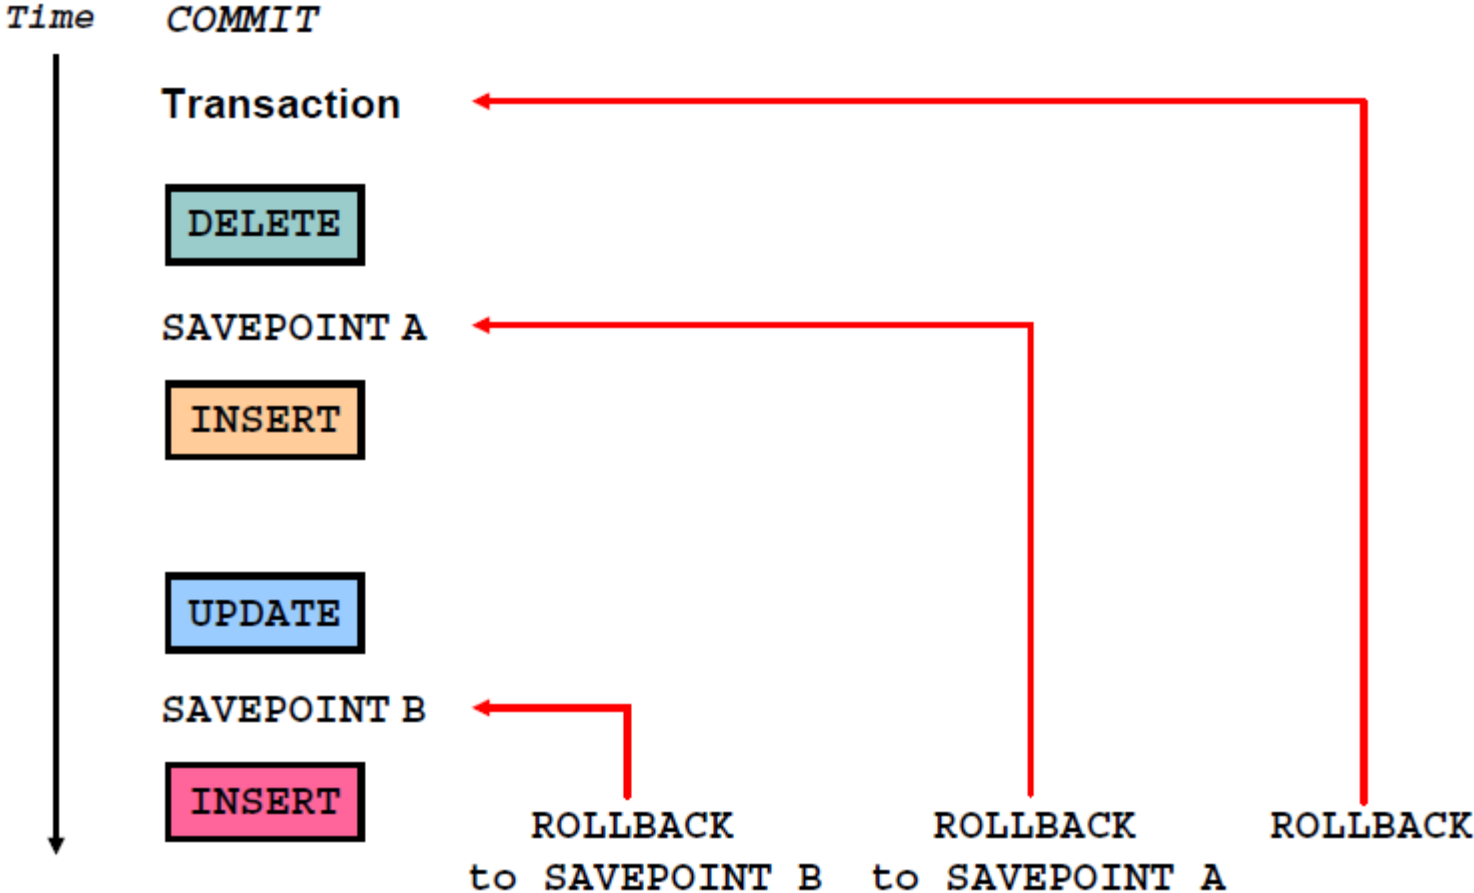 Time COMMIT
Transaction
DELETE
SAVEPOINT A
INSERT
UPDATE
SAVEPOINT B
INSERT
ROLLBACK
to SAVEPOINT B
ROLLBACK
to SAVEPOINT A
ROLLBACK